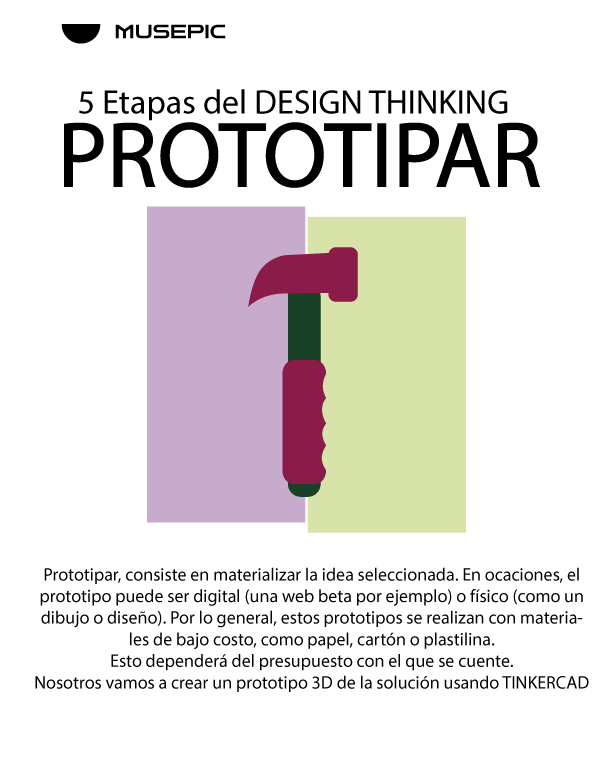 MUSEPIC
5 Etapas del DESIGN THINKING
PROTOTIPAR
Prototipar, consiste en materializar la idea seleccionada. En ocaciones, el
prototipo puede ser digital (una web beta por ejemplo) o físico (como un
dibujo o diseño). Por lo general, estos prototipos se realizan con materia-
les de bajo costo, como papel, cartón o plastilina.
Esto dependerá del presupuesto con el que se cuente.
Nosotros vamos a crear un prototipo 3D de la solución usando TINKERCAD